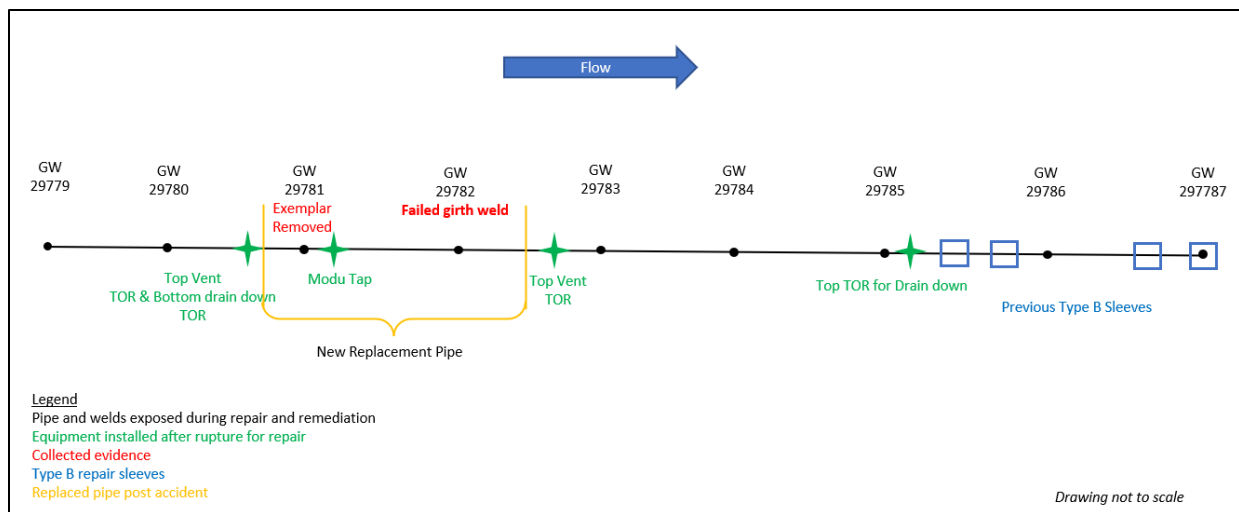 Flow
GW
29779
GW
29780
GW
29781
GW
29782
GW
29783
GW
29784
GW
29785
GW
29786
GW
297787
Exemplar
Removed
Failed girth weld
Top Vent
TOR & Bottom drain down
TOR
Modu Tap
Top Vent
TOR
Top TOR for Drain down
Previous Type B Sleeves
New Replacement Pipe
Legend
Pipe and welds exposed during repair and remediation
Equipment installed after rupture for repair
Collected evidence
Type B repair sleeves
Replaced pipe post accident
Drawing not to scale